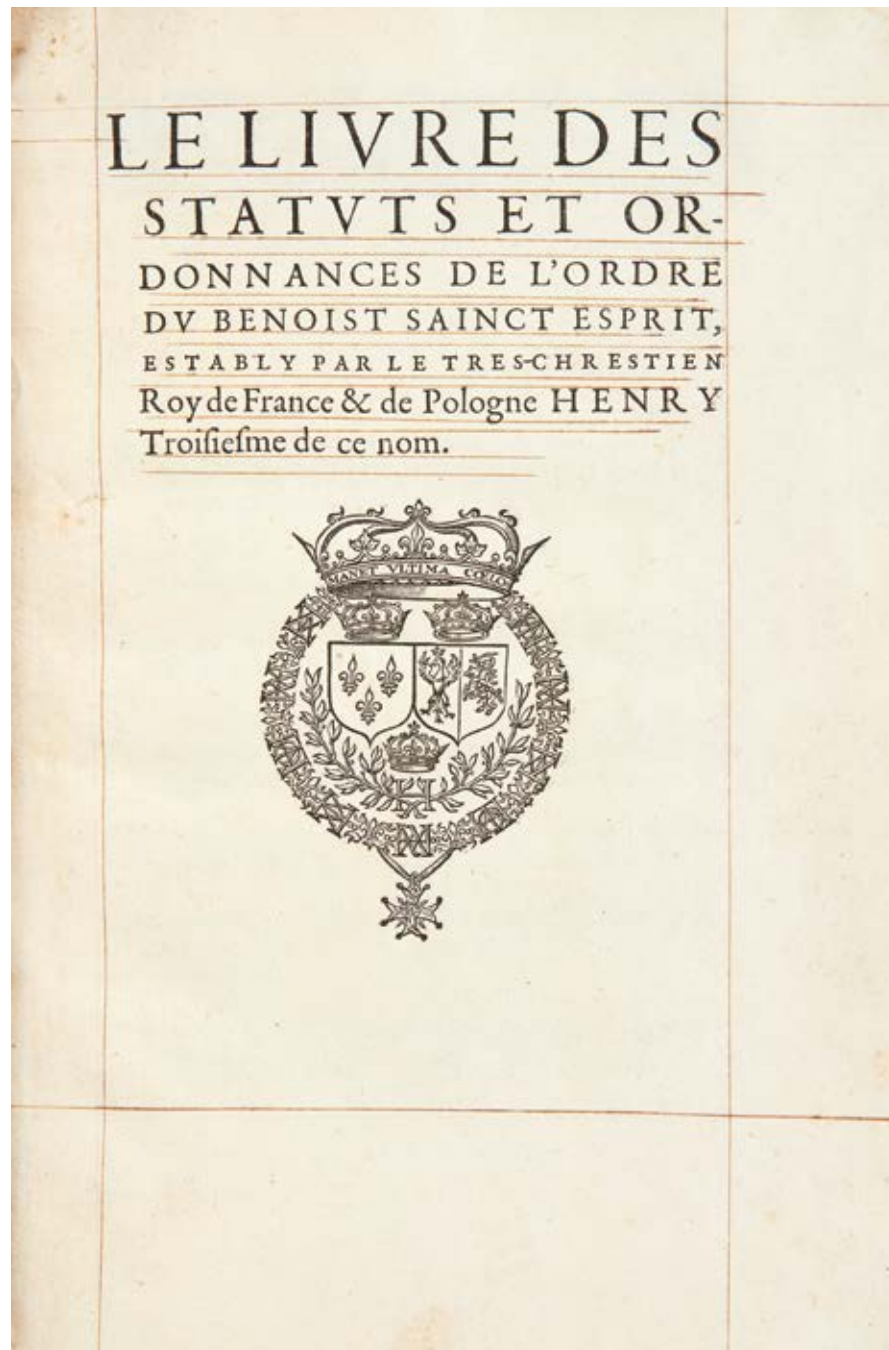 LE LIVRE DES
STATVTS ET OR-
DONNANCES DE L'ORDRE
DV BENOIST SAINCT ESPRIT,
ESTABLY PAR LE TRES-CHRESTIEN
Roy de France & de Pologne HENRY
Troiſieſme de ce nom.
MANET VLTIMA COELO
H